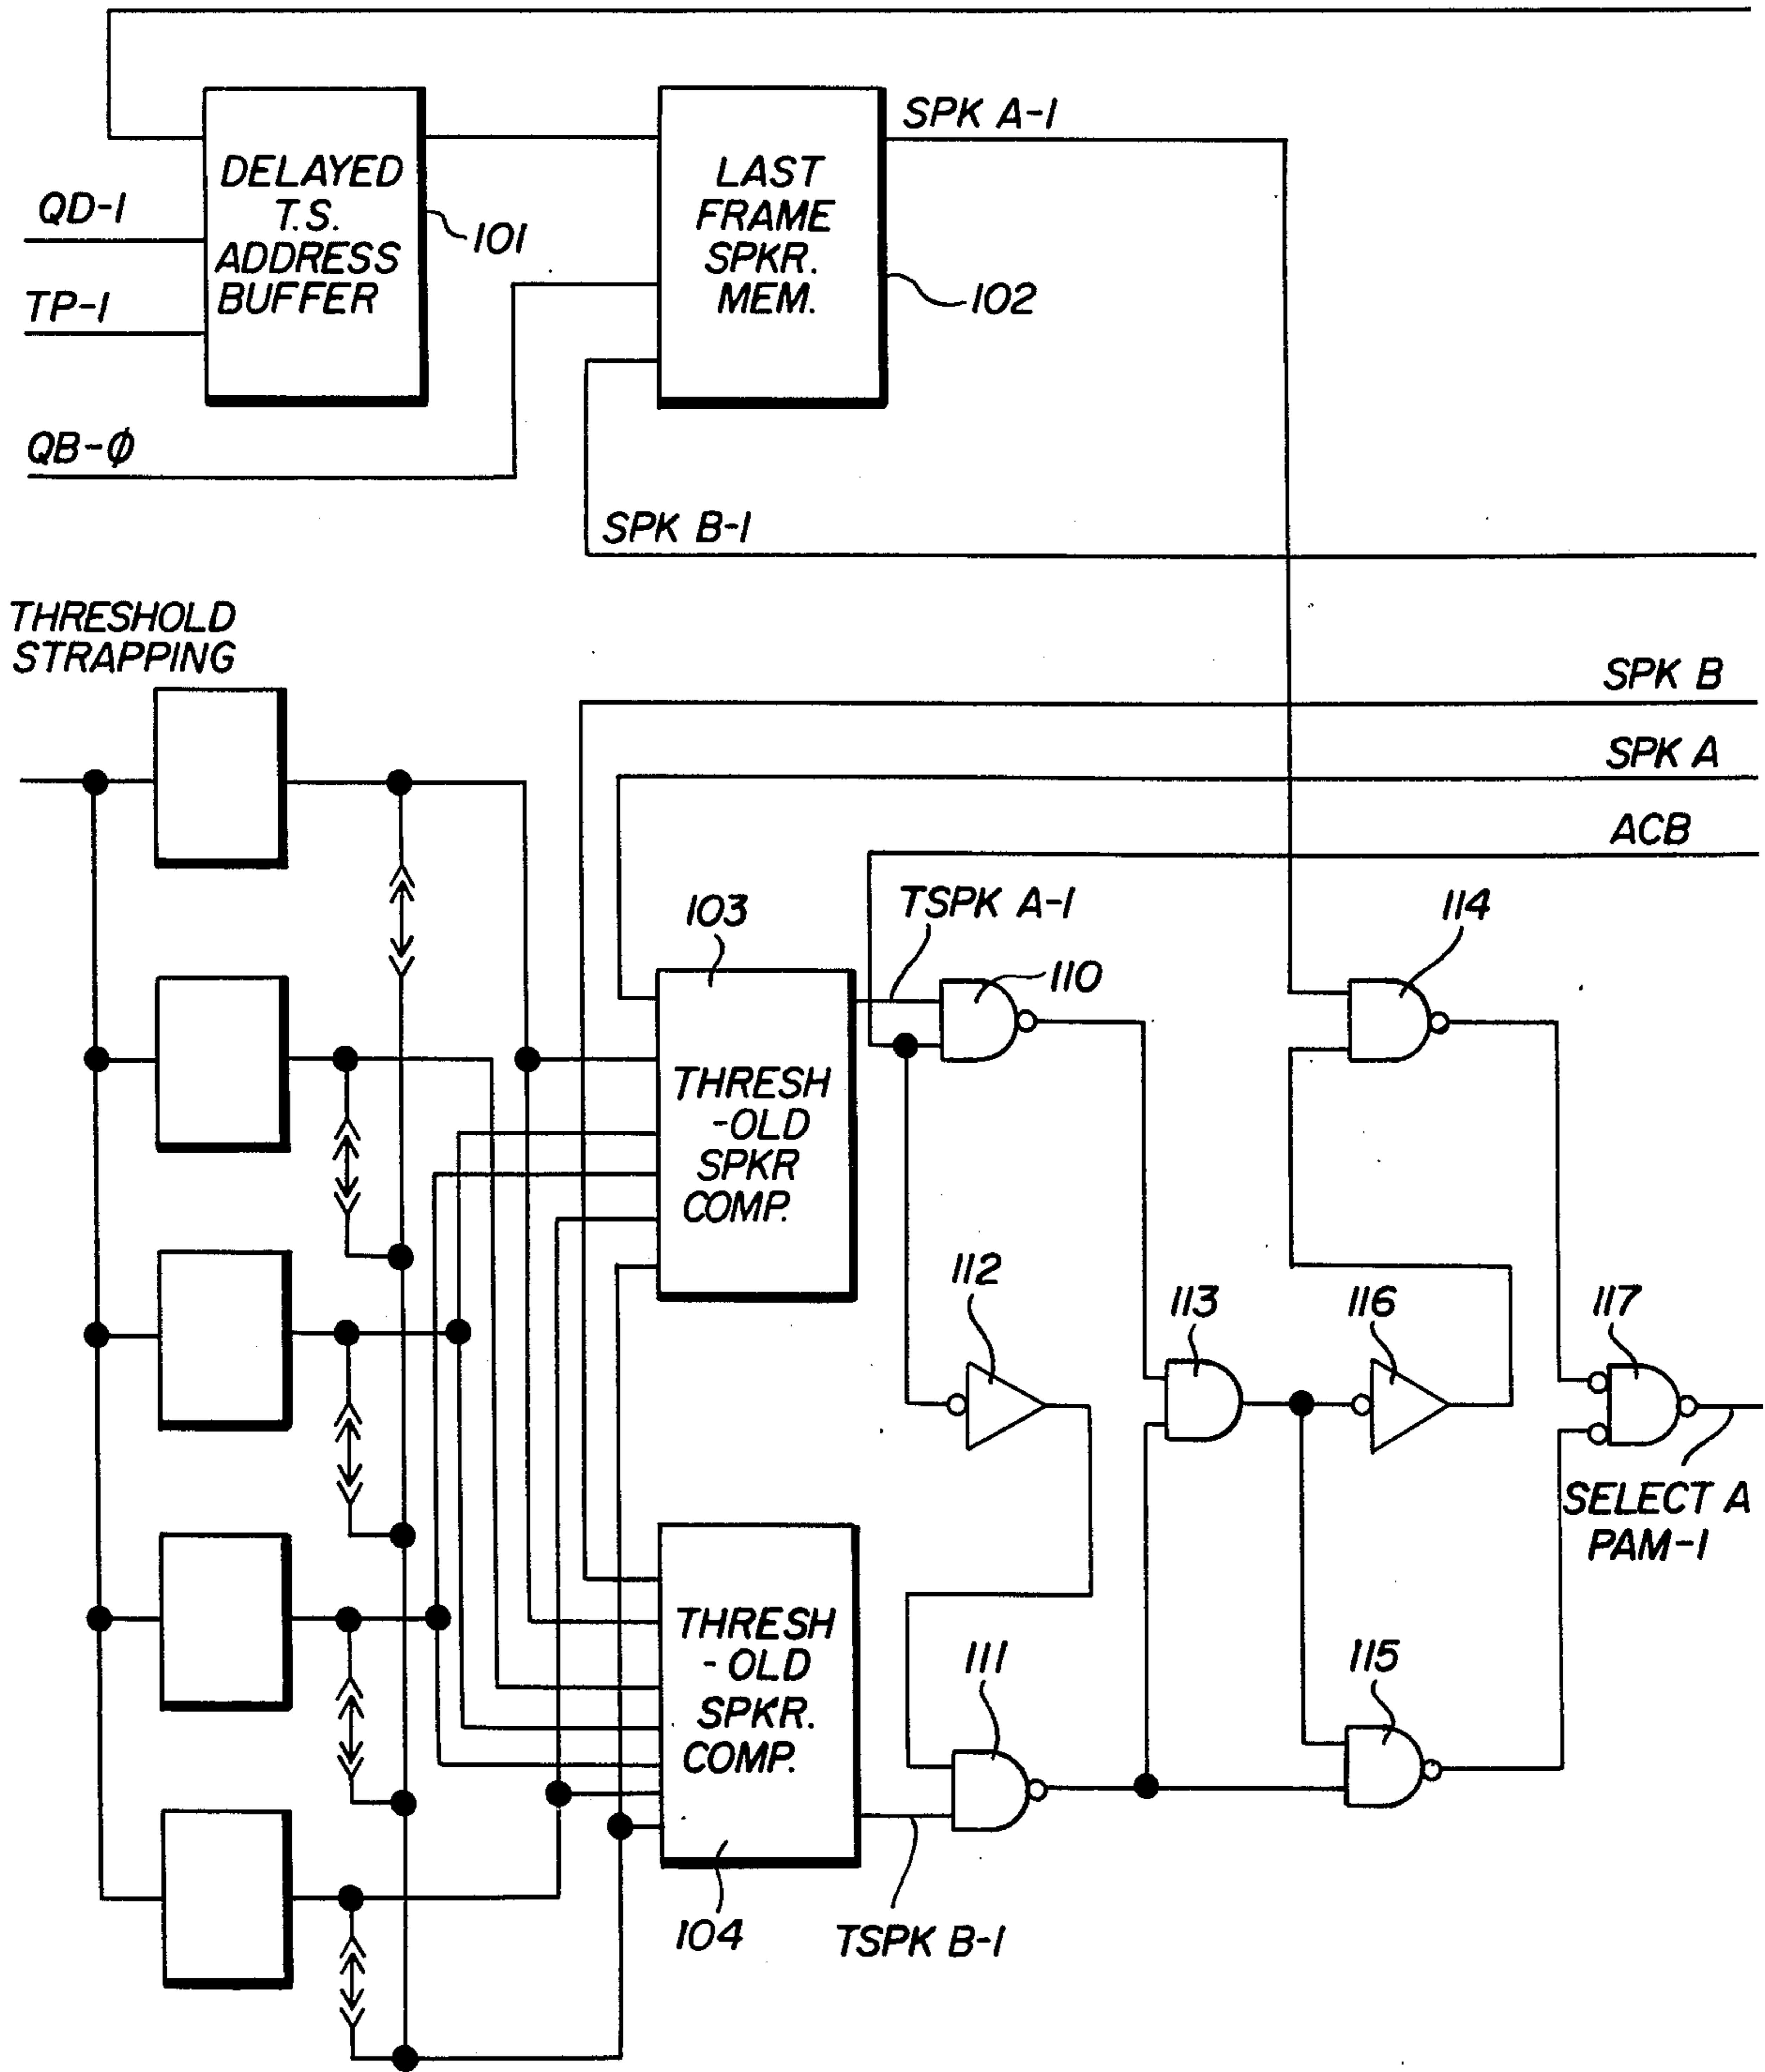 SPK A-1
DELAYED
T.S.
ADDRESS
BUFFER
LAST
FRAME
SPKR.
MEM.
QD-1
101
TP-1
102
QB-ϕ
SPK B-1
THRESHOLD
STRAPPING
SPK B
SPK A
ACB
103
TSPK A-1
114
110
THRESH
-OLD
SPKR
COMP.
112
113
116
117
SELECT A
PAM-1
THRESH
-OLD
SPKR.
COMP.
111
115
104
TSPK B-1